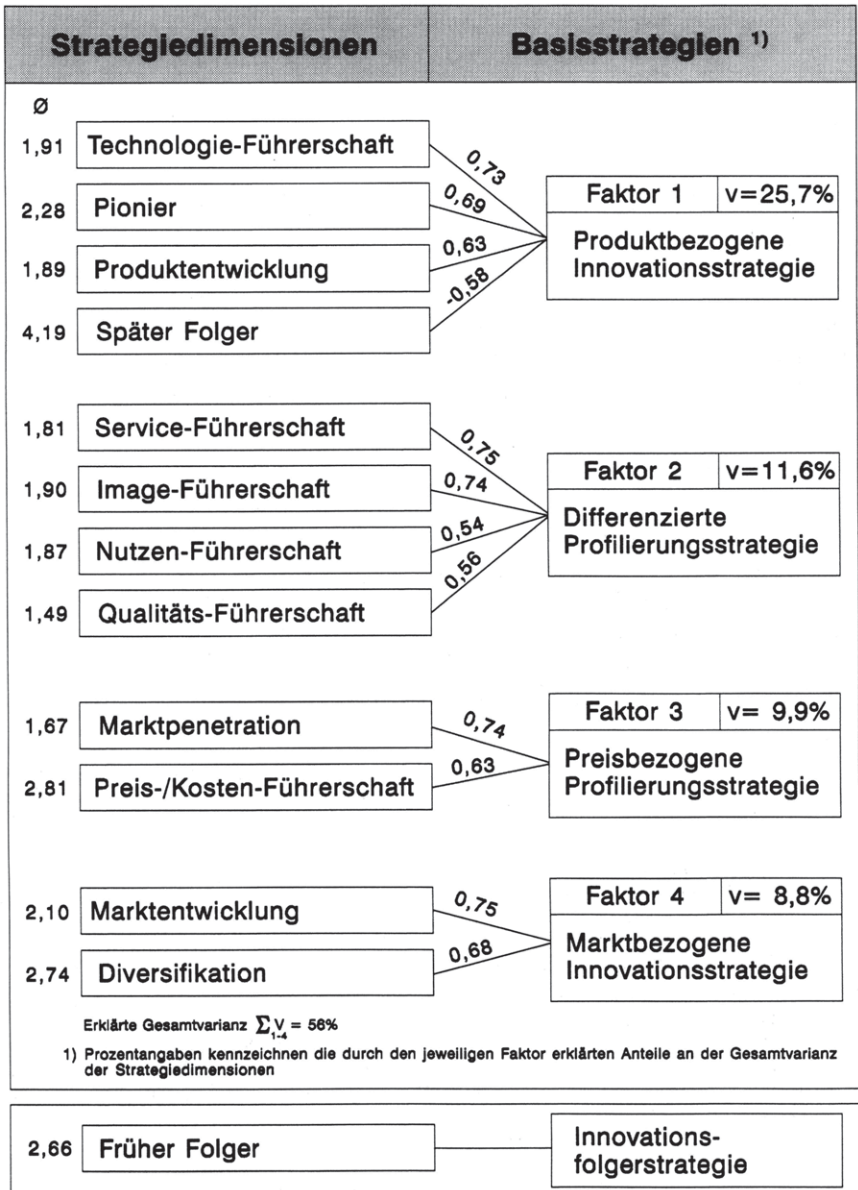 Strategiedimensionen Basisstrategien 1)
Ø
1,91 Technologie-Führerschaft 0,73
Faktor 1 v=25,7%
2,28 Pionier 0,69
Produktbezogene
Innovationsstrategie
1,89 Produktentwicklung 0,63
4,19 Später Folger -0,58
1,81 Service-Führerschaft 0,75
Faktor 2 v=11,6%
1,90 Image-Führerschaft 0,74
Differenzierte
Profilierungsstrategie
1,87 Nutzen-Führerschaft 0,54
1,49 Qualitäts-Führerschaft 0,56
Faktor 3 v= 9,9%
1,67 Marktpenetration 0,74
Preisbezogene
Profilierungsstrategie
2,81 Preis-/Kosten-Führerschaft 0,63
Faktor 4 v= 8,8%
2,10 Marktentwicklung 0,75
Marktbezogene
Innovationsstrategie
2,74 Diversifikation 0,68
Erklärte Gesamtvarianz ∑ V = 56%
1-4
1) Prozentangaben kennzeichnen die durch den jeweiligen Faktor erklärten Anteile an der Gesamtvarianz
der Strategiedimensionen
2,66 Früher Folger
Innovations-
folgerstrategie